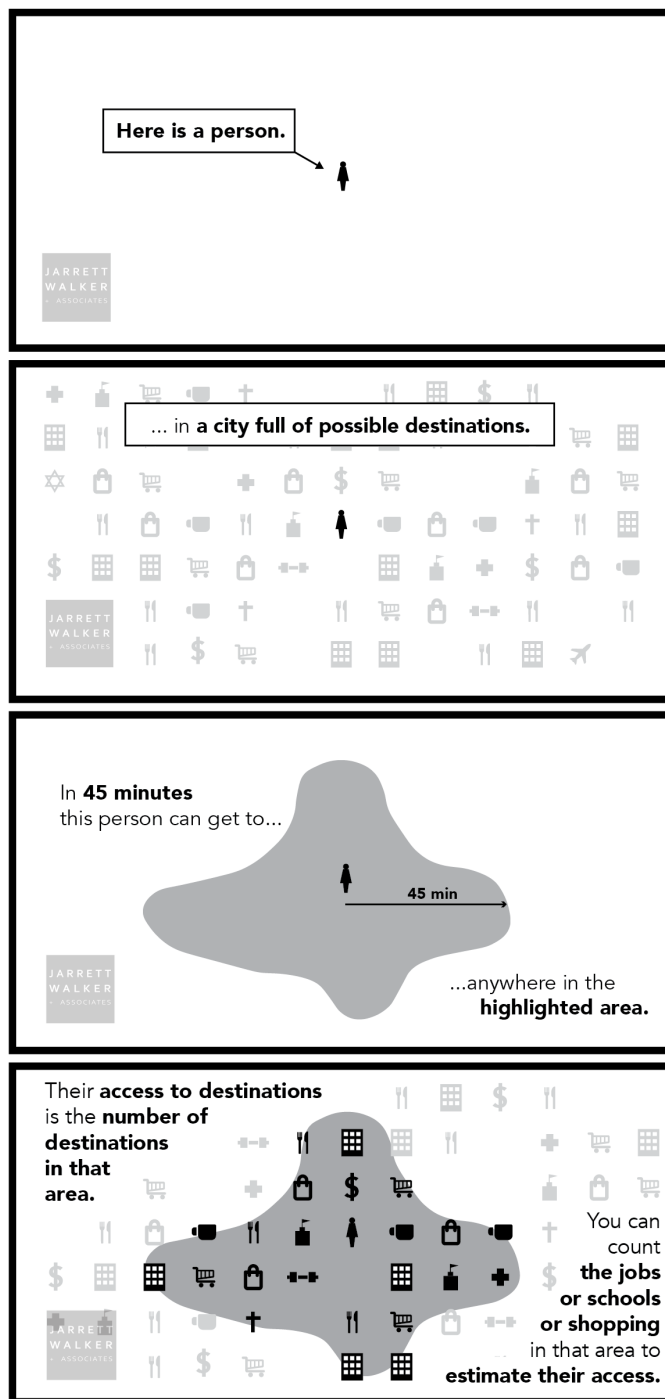 Here is a person.
JARRETT
WALKER
+ ASSOCIATES
... in a city full of possible destinations.
JARRETT
WALKER
+ ASSOCIATES
In 45 minutes
this person can get to...
45 min
JARRETT
WALKER
+ ASSOCIATES
...anywhere in the
highlighted area.
Their access to destinations
is the number of
destinations
in that
area.
You can
count
the jobs
or schools
or shopping
in that area to
estimate their access.
JARRETT
WALKER
+ ASSOCIATES